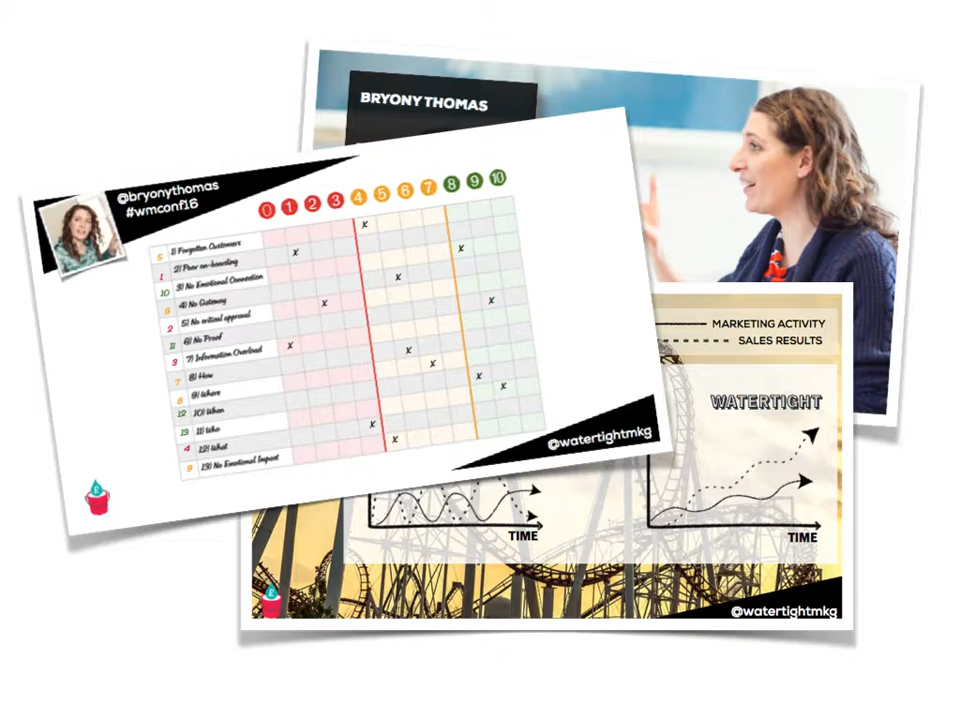 BRYONY THOMAS
@bryonythomas
#wmconf16
0 1 2 3 4 5 6 7 8 9 10
5 1) Forgotten Customers
1 2) Poor on-boarding
10 3) No Emotional Connection
6 4) No Gateway
2 5) No critical approval
11 6) No Proof
3 7) Information Overload
7 8) How
8 9) Where
12 10) When
13 11) Who
4 12) What
9 13) No Emotional Impact
@watertightmkg
MARKETING ACTIVITY
SALES RESULTS
WATERTIGHT
TIME
TIME
@watertightmkg